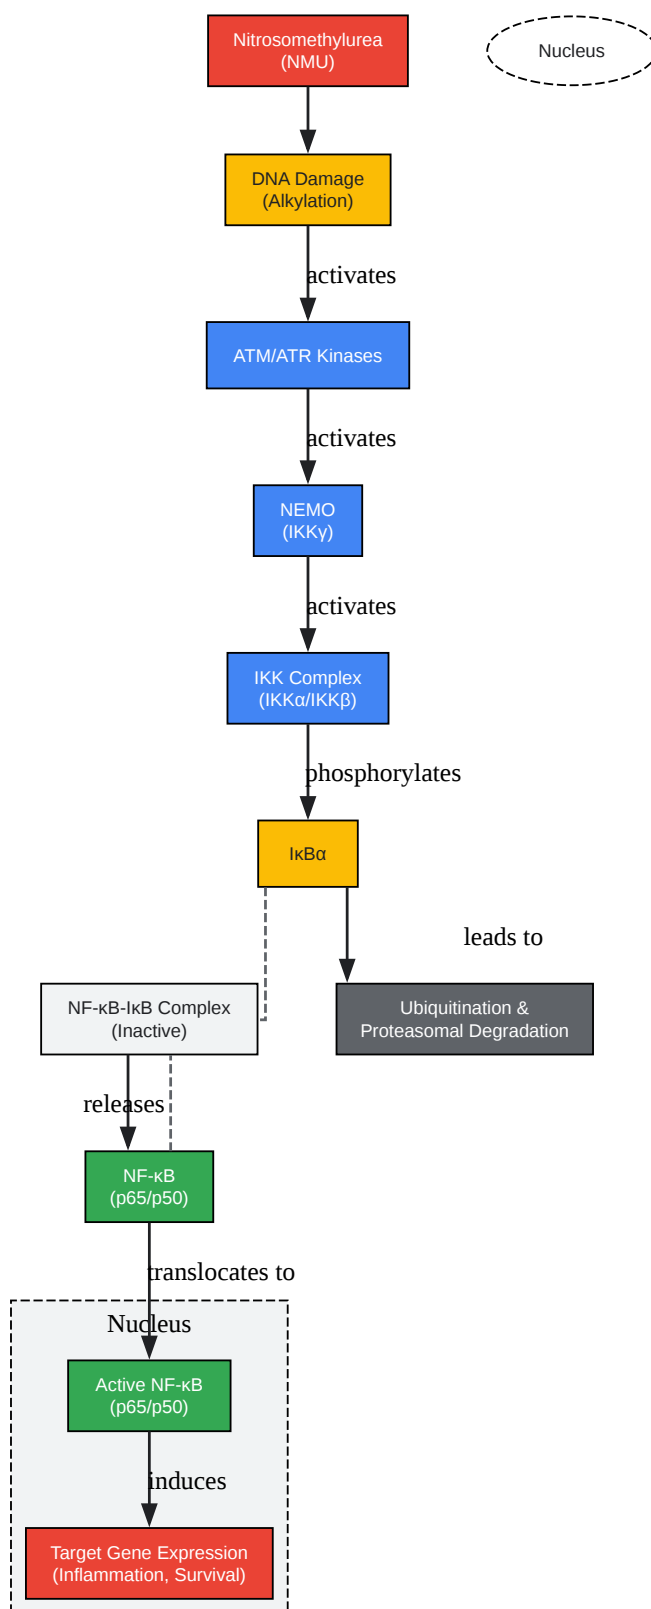 Nitrosomethylurea
(NMU)
Nucleus
DNA Damage
(Alkylation)
activates
ATM/ATR Kinases
activates
NEMO
(IKKγ)
activates
IKK Complex
(IKKα/IKKβ)
phosphorylates
IκBα
leads to
NF-κB-IκB Complex
(Inactive)
Ubiquitination &
Proteasomal Degradation
releases
NF-κB
(p65/p50)
translocates to
Nucleus
Active NF-κB
(p65/p50)
induces
Target Gene Expression
(Inflammation, Survival)